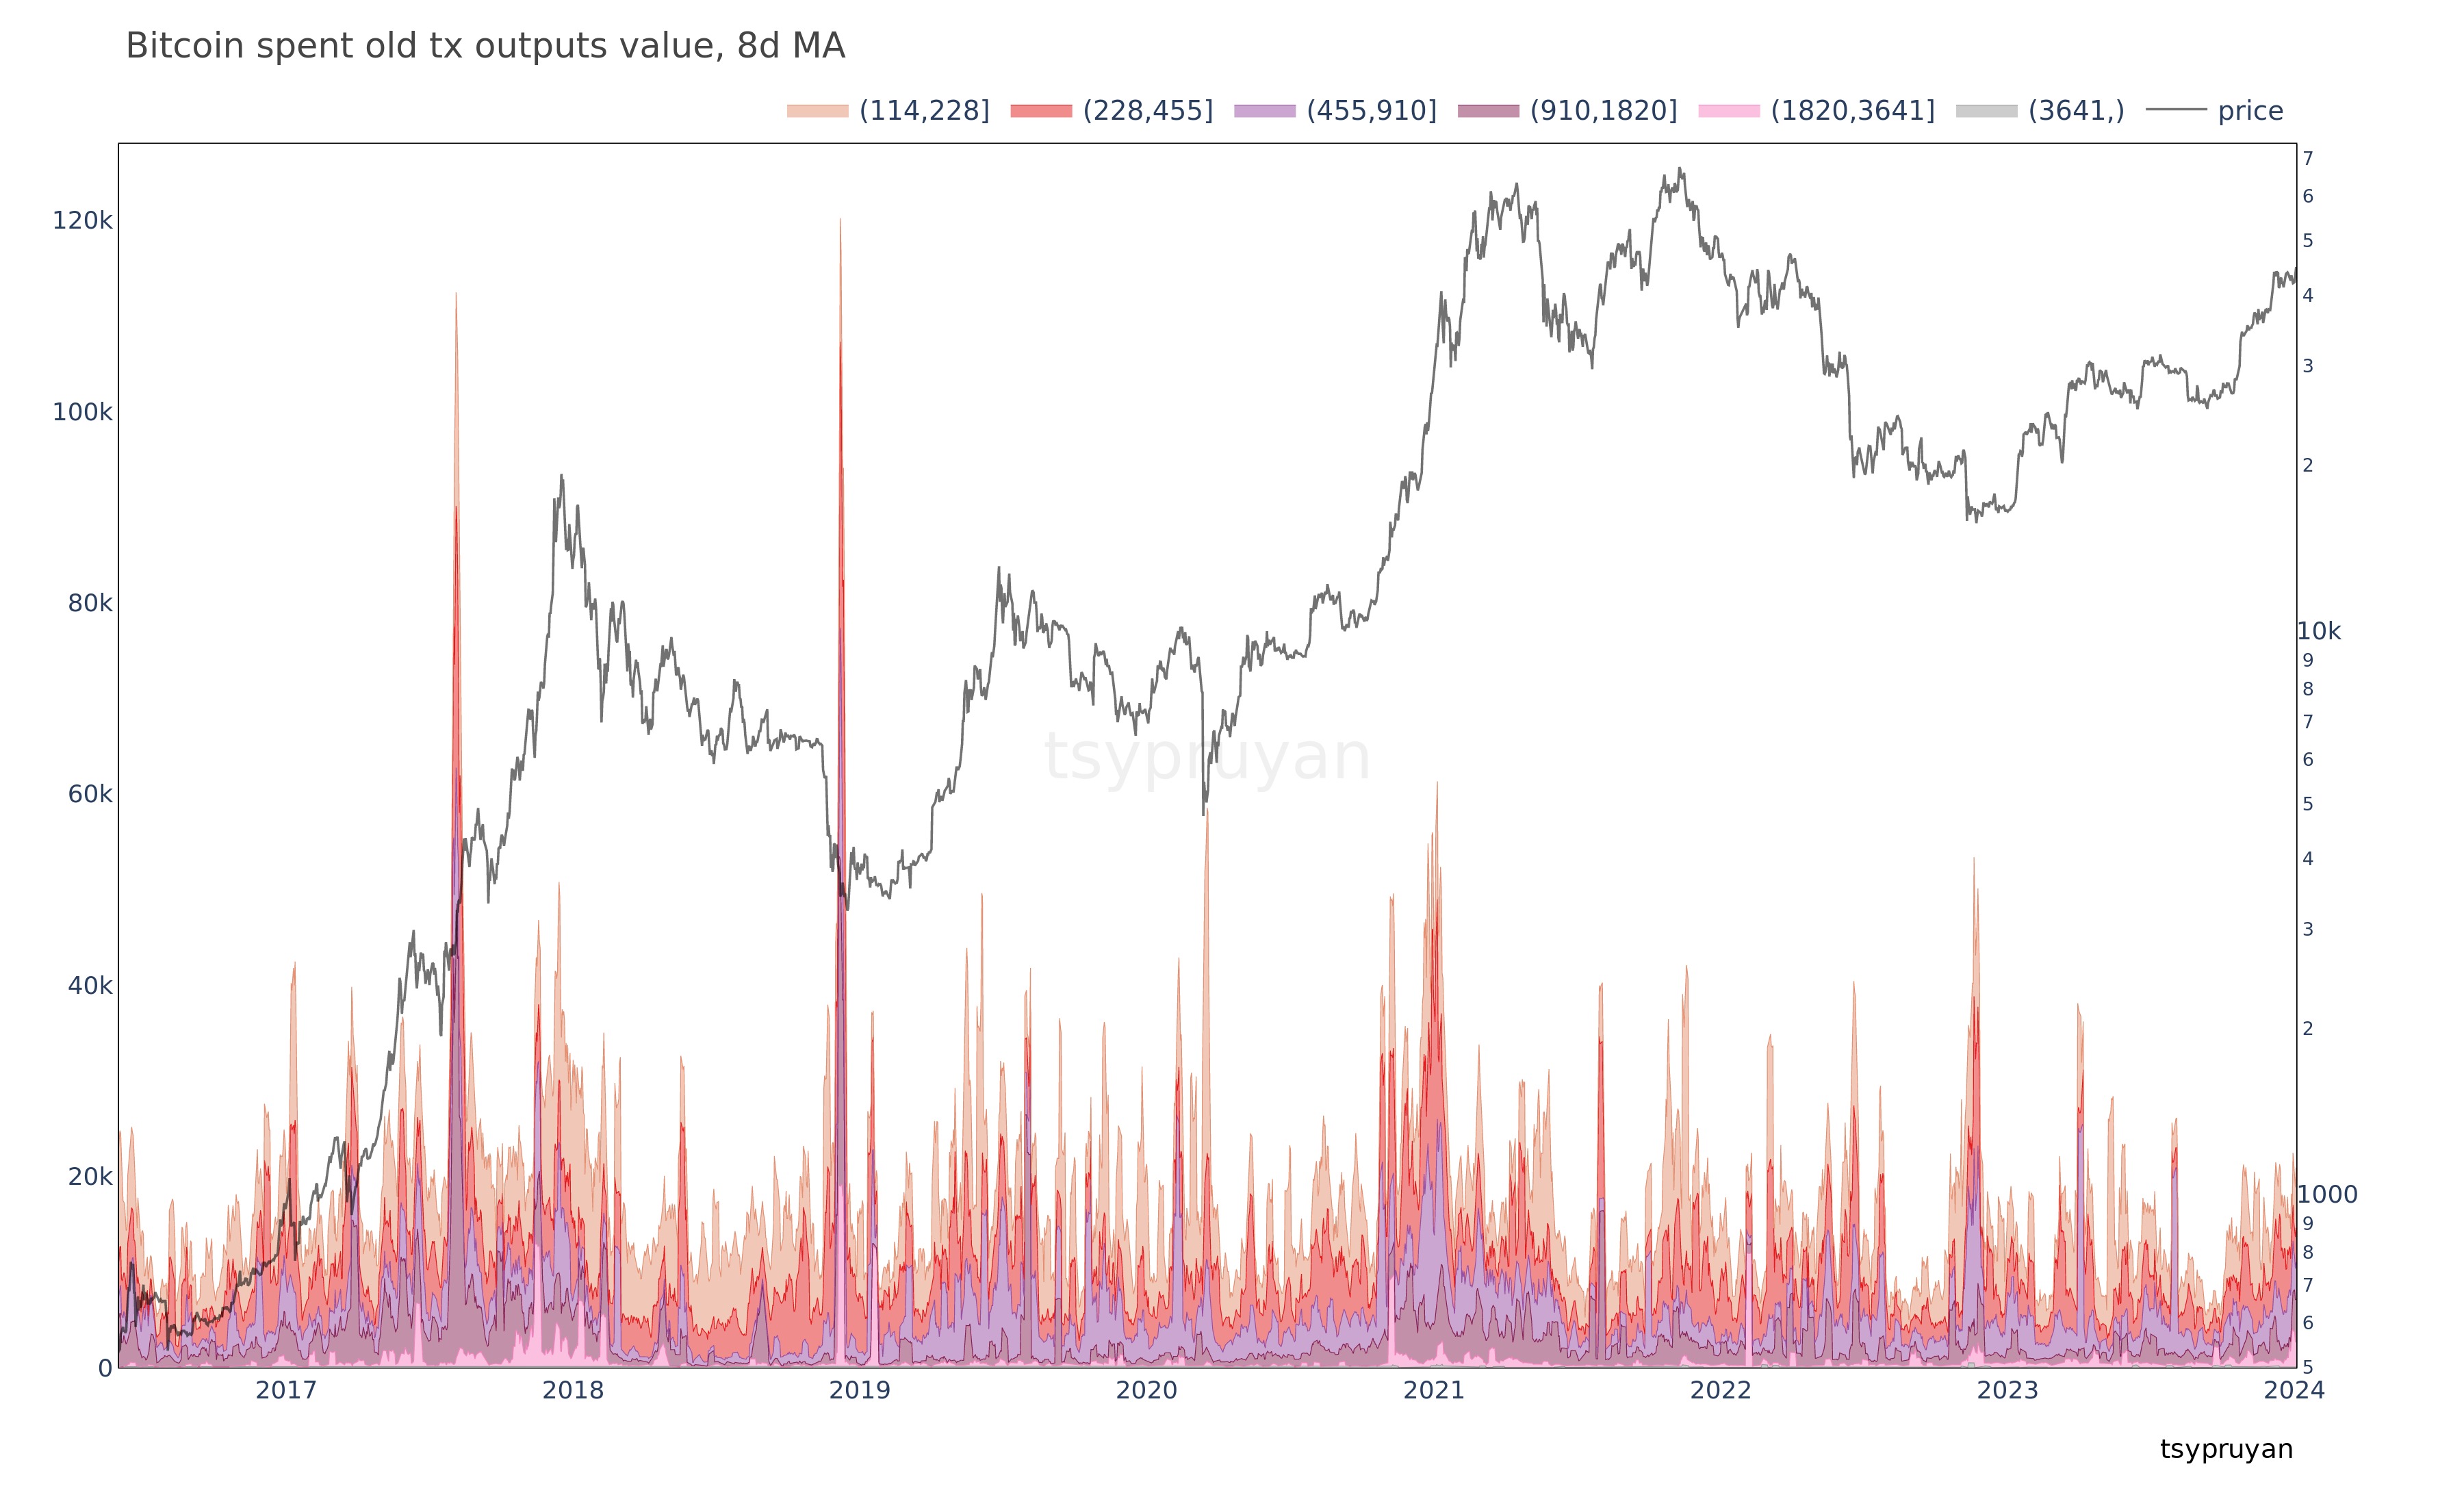 Bitcoin spent old tx outputs value, 8d MA
(114,228] (228,455] (455,910] (910,1820] (1820,3641] (3641,) price
120k
100k
80k
60k
40k
20k
0
7
6
5
4
3
2
10k
9
8
7
6
5
4
3
2
1000
9
8
7
6
5
tsypruyan
2017 2018 2019 2020 2021 2022 2023 2024
tsypruyan